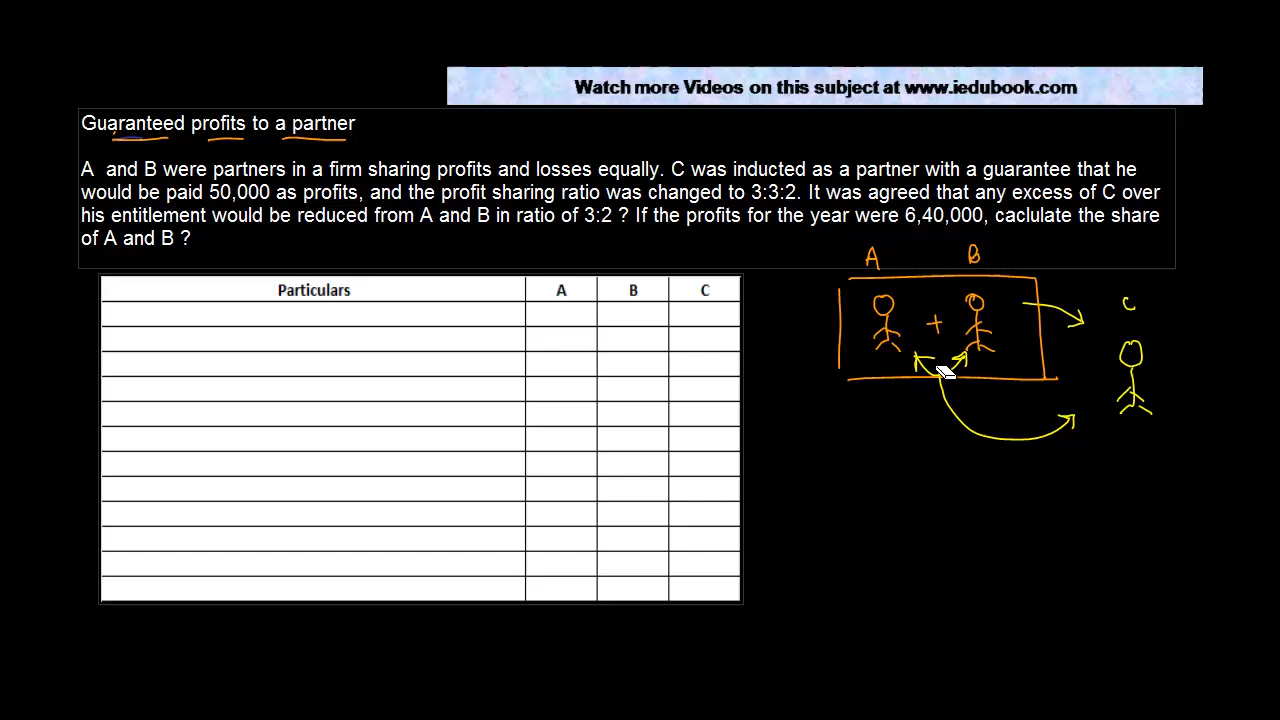 Watch more Videos on this subject at www.iedubook.com
Guaranteed profits to a partner
A and B were partners in a firm sharing profits and losses equally. C was inducted as a partner with a guarantee that he
would be paid 50,000 as profits, and the profit sharing ratio was changed to 3:3:2. It was agreed that any excess of C over
his entitlement would be reduced from A and B in ratio of 3:2 ? If the profits for the year were 6,40,000, caclulate the share
of A and B ?
A B
Particulars A B C
+ C